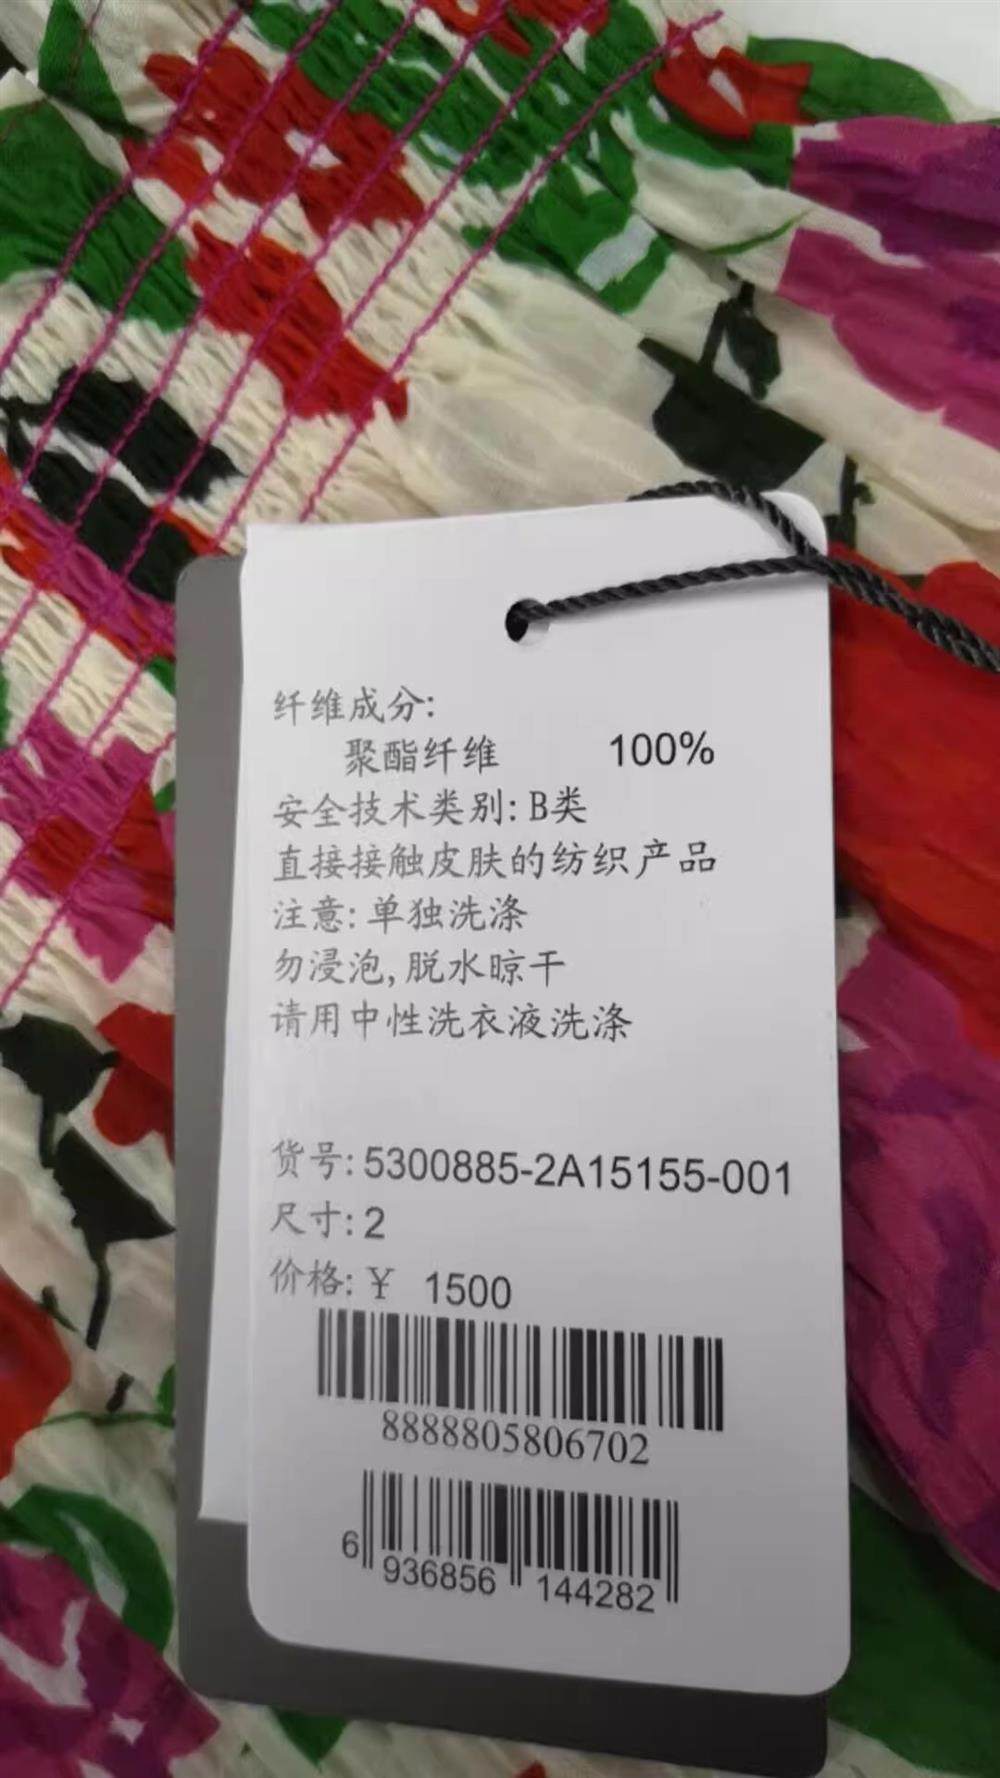 纤维成分:
聚酯纤维 100%
安全技术类别: B类
直接接触皮肤的纺织产品
注意: 单独洗涤
勿浸泡, 脱水晾干
请用中性洗衣液洗涤
货号: 5300885-2A15155-001
尺寸: 2
价格: ¥ 1500
8888805806702
6 936856 144282